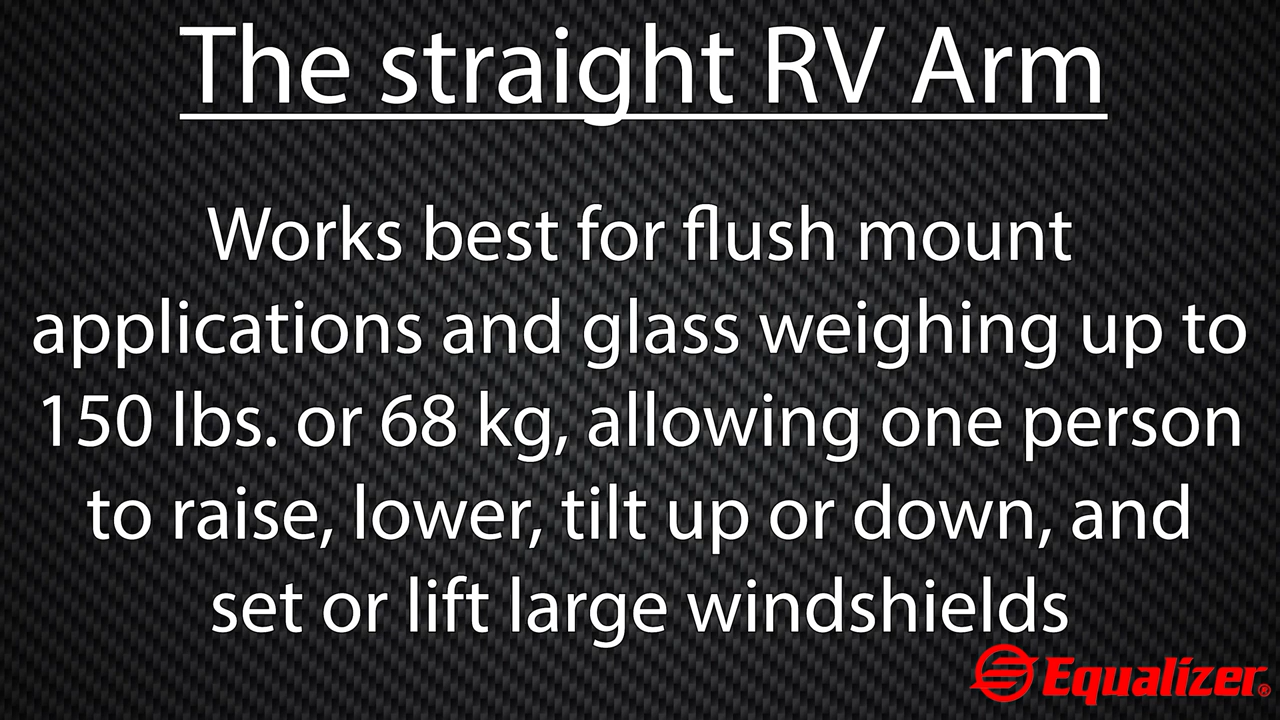 The straight RV Arm
Works best for flush mount
applications and glass weighing up to
150 lbs. or 68 kg, allowing one person
to raise, lower, tilt up or down, and
set or lift large windshields
Equalizer®